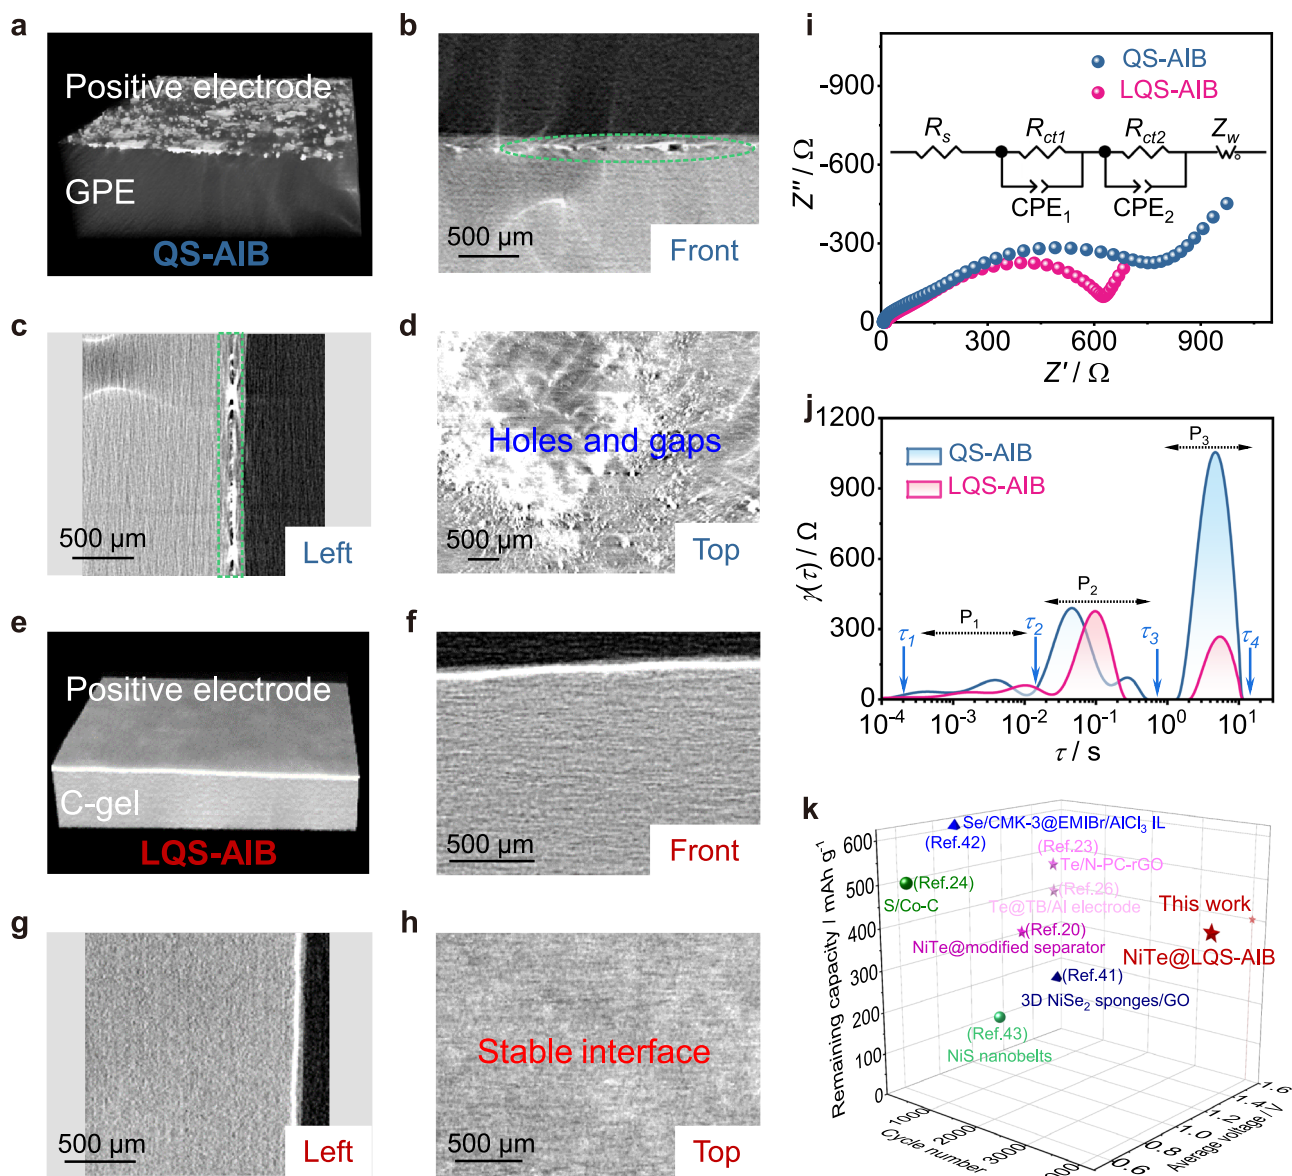 a
Positive electrode
GPE
QS-AIB
b
500 μm
Front
c
500 μm
Left
d
Holes and gaps
500 μm
Top
e
Positive electrode
C-gel
LQS-AIB
f
500 μm
Front
g
500 μm
Left
h
Stable interface
500 μm
Top
i
-900
-600
-300
0
Z'' / Ω
QS-AIB
LQS-AIB
Rs
Rct1
Rct2
Zw
CPE1
CPE2
0 300 600 900
Z' / Ω
j
1200
900
600
300
0
γ(τ) / Ω
QS-AIB
LQS-AIB
P1
P2
P3
τ1
τ2
τ3
τ4
10-4 10-3 10-2 10-1 100 101
τ / s
k
600
500
400
300
200
100
0
Remaining capacity / mAh g-1
Se/CMK-3@EMIBr/AlCl3 IL
(Ref.42)
(Ref.23)
Te/N-PC-rGO
(Ref.24)
S/Co-C
(Ref.26)
Te@TB/Al electrode
This work
NiTe@LQS-AIB
(Ref.20)
NiTe@modified separator
(Ref.41)
3D NiSe2 sponges/GO
(Ref.43)
NiS nanobelts
1000
2000
3000
Cycle number
0.6
0.8
1.0
1.2
1.4
1.6
Average voltage / V